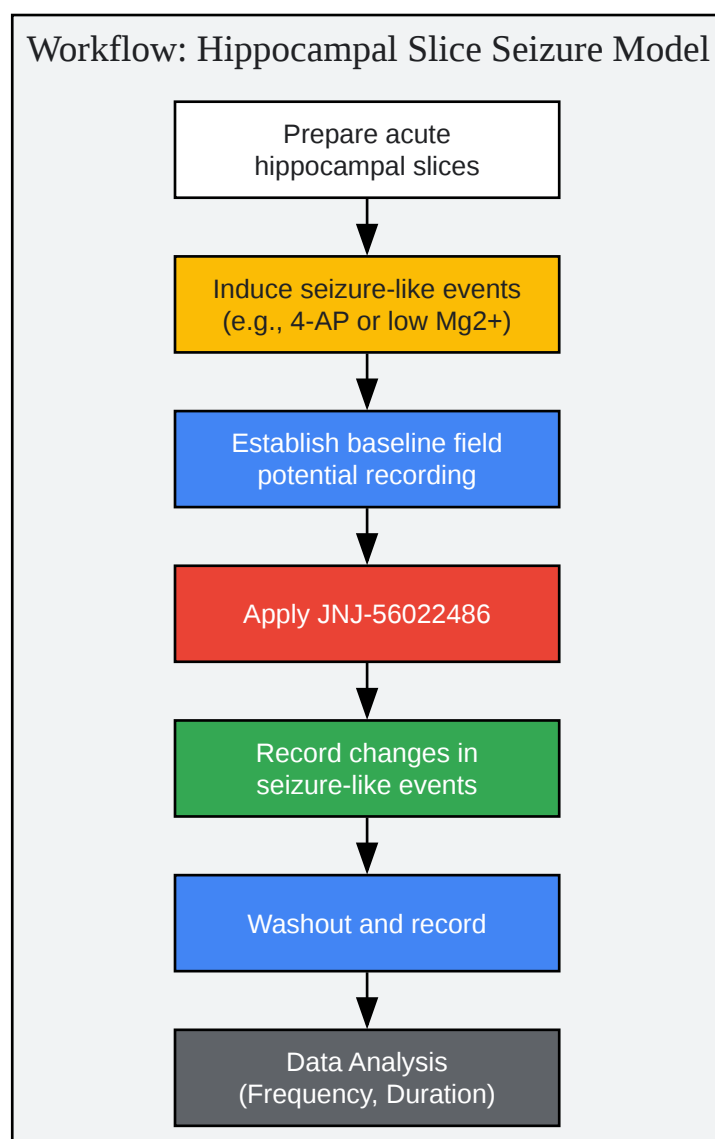 Workflow: Hippocampal Slice Seizure Model
Prepare acute
hippocampal slices
Induce seizure-like events
(e.g., 4-AP or low Mg2+)
Establish baseline field
potential recording
Apply JNJ-56022486
Record changes in
seizure-like events
Washout and record
Data Analysis
(Frequency, Duration)